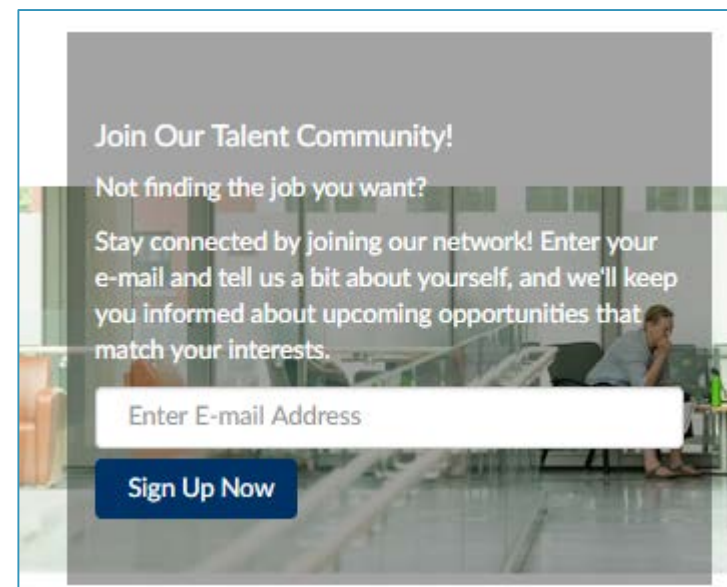 Join Our Talent Community!
Not finding the job you want?
Stay connected by joining our network! Enter your
e-mail and tell us a bit about yourself, and we'll keep
you informed about upcoming opportunities that
match your interests.
Enter E-mail Address
Sign Up Now